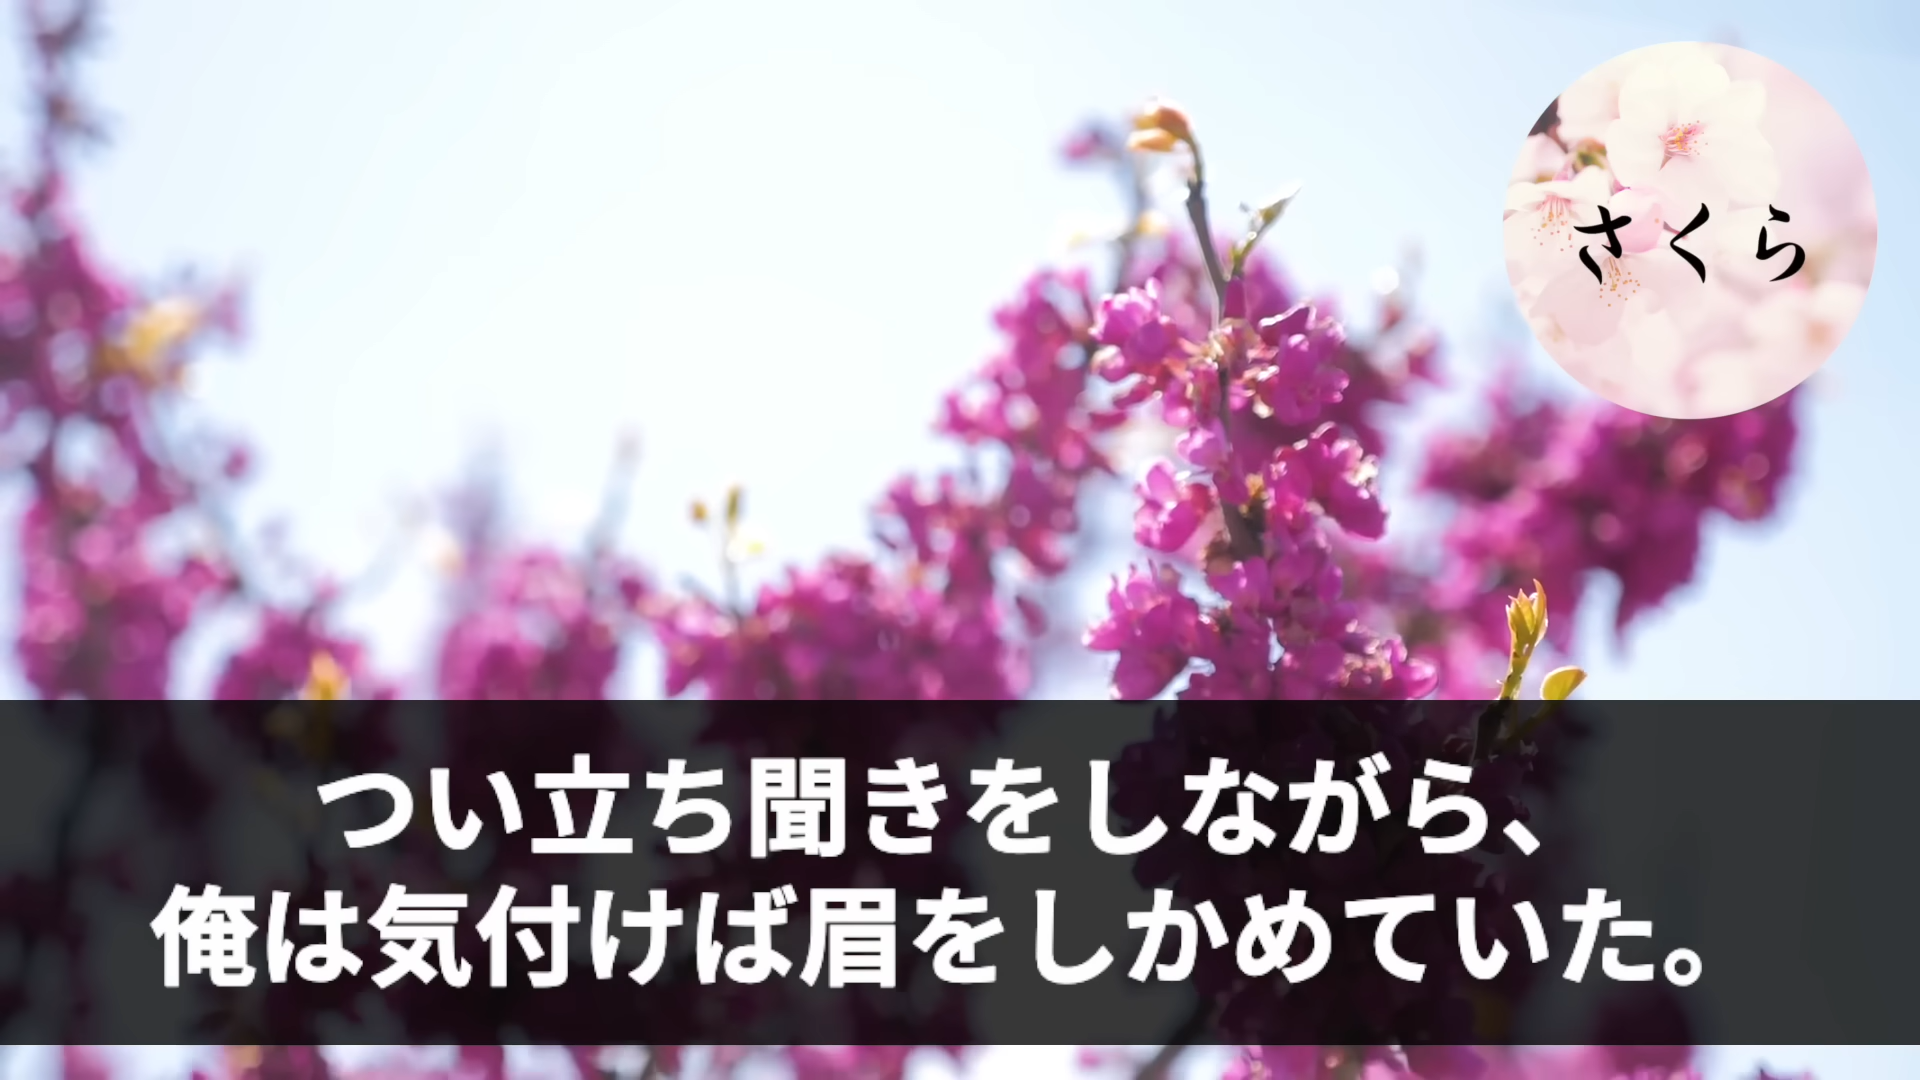 さくら
つい立ち聞きをしながら、
俺は気付けば眉をしかめていた。